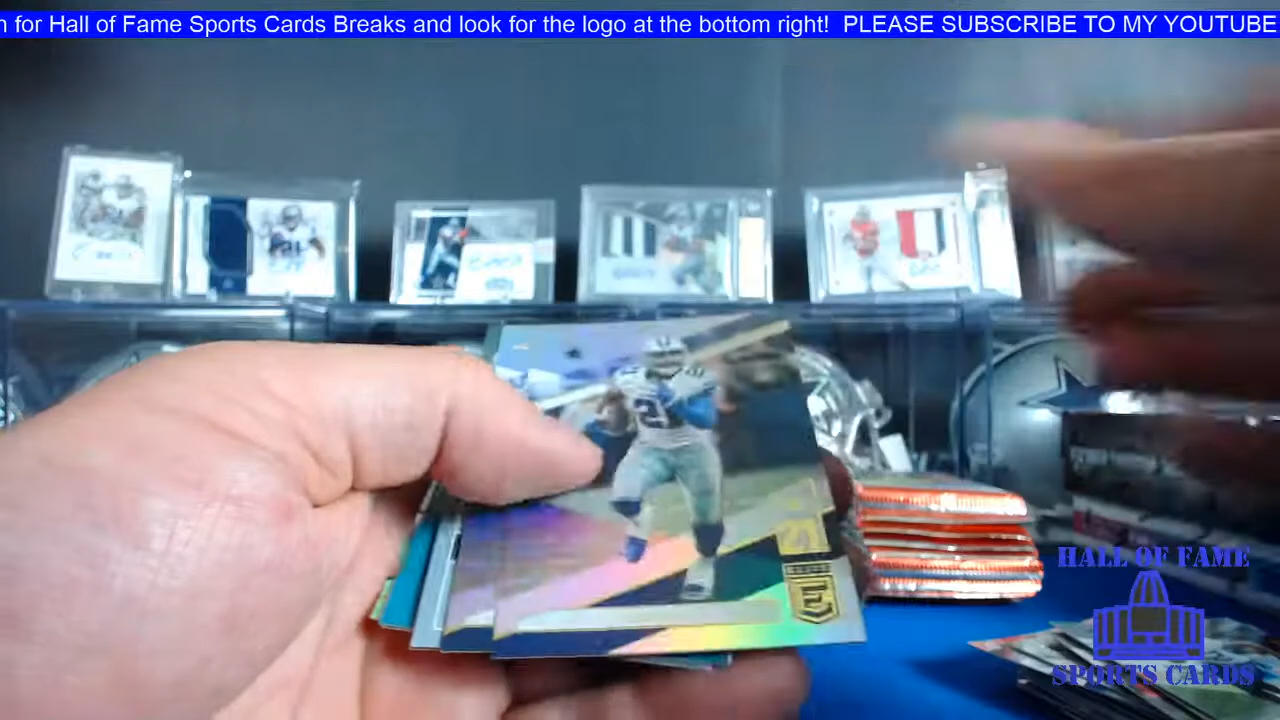 n for Hall of Fame Sports Cards Breaks and look for the logo at the bottom right!  PLEASE SUBSCRIBE TO MY YOUTUBE
21
HALL OF FAME
SPORTS CARDS